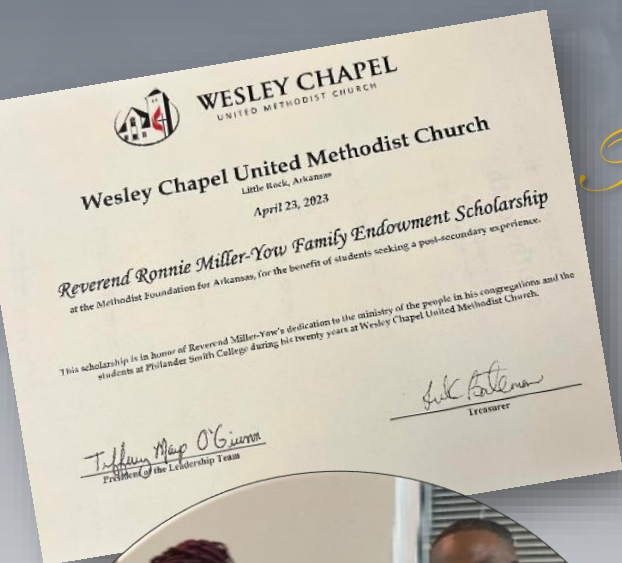 WESLEY CHAPEL
UNITED METHODIST CHURCH
Wesley Chapel United Methodist Church
Little Rock, Arkansas
April 23, 2023
Reverend Ronnie Miller-Yow Family Endowment Scholarship
at the Methodist Foundation for Arkansas, for the benefit of students seeking a post-secondary experience.
This scholarship is in honor of Reverend Miller-Yow's dedication to the ministry of the people in his congregations and the
students at Philander Smith College during his twenty years at Wesley Chapel United Methodist Church.
Treasurer
Tiffany Mays O'Guinn
President of the Leadership Team